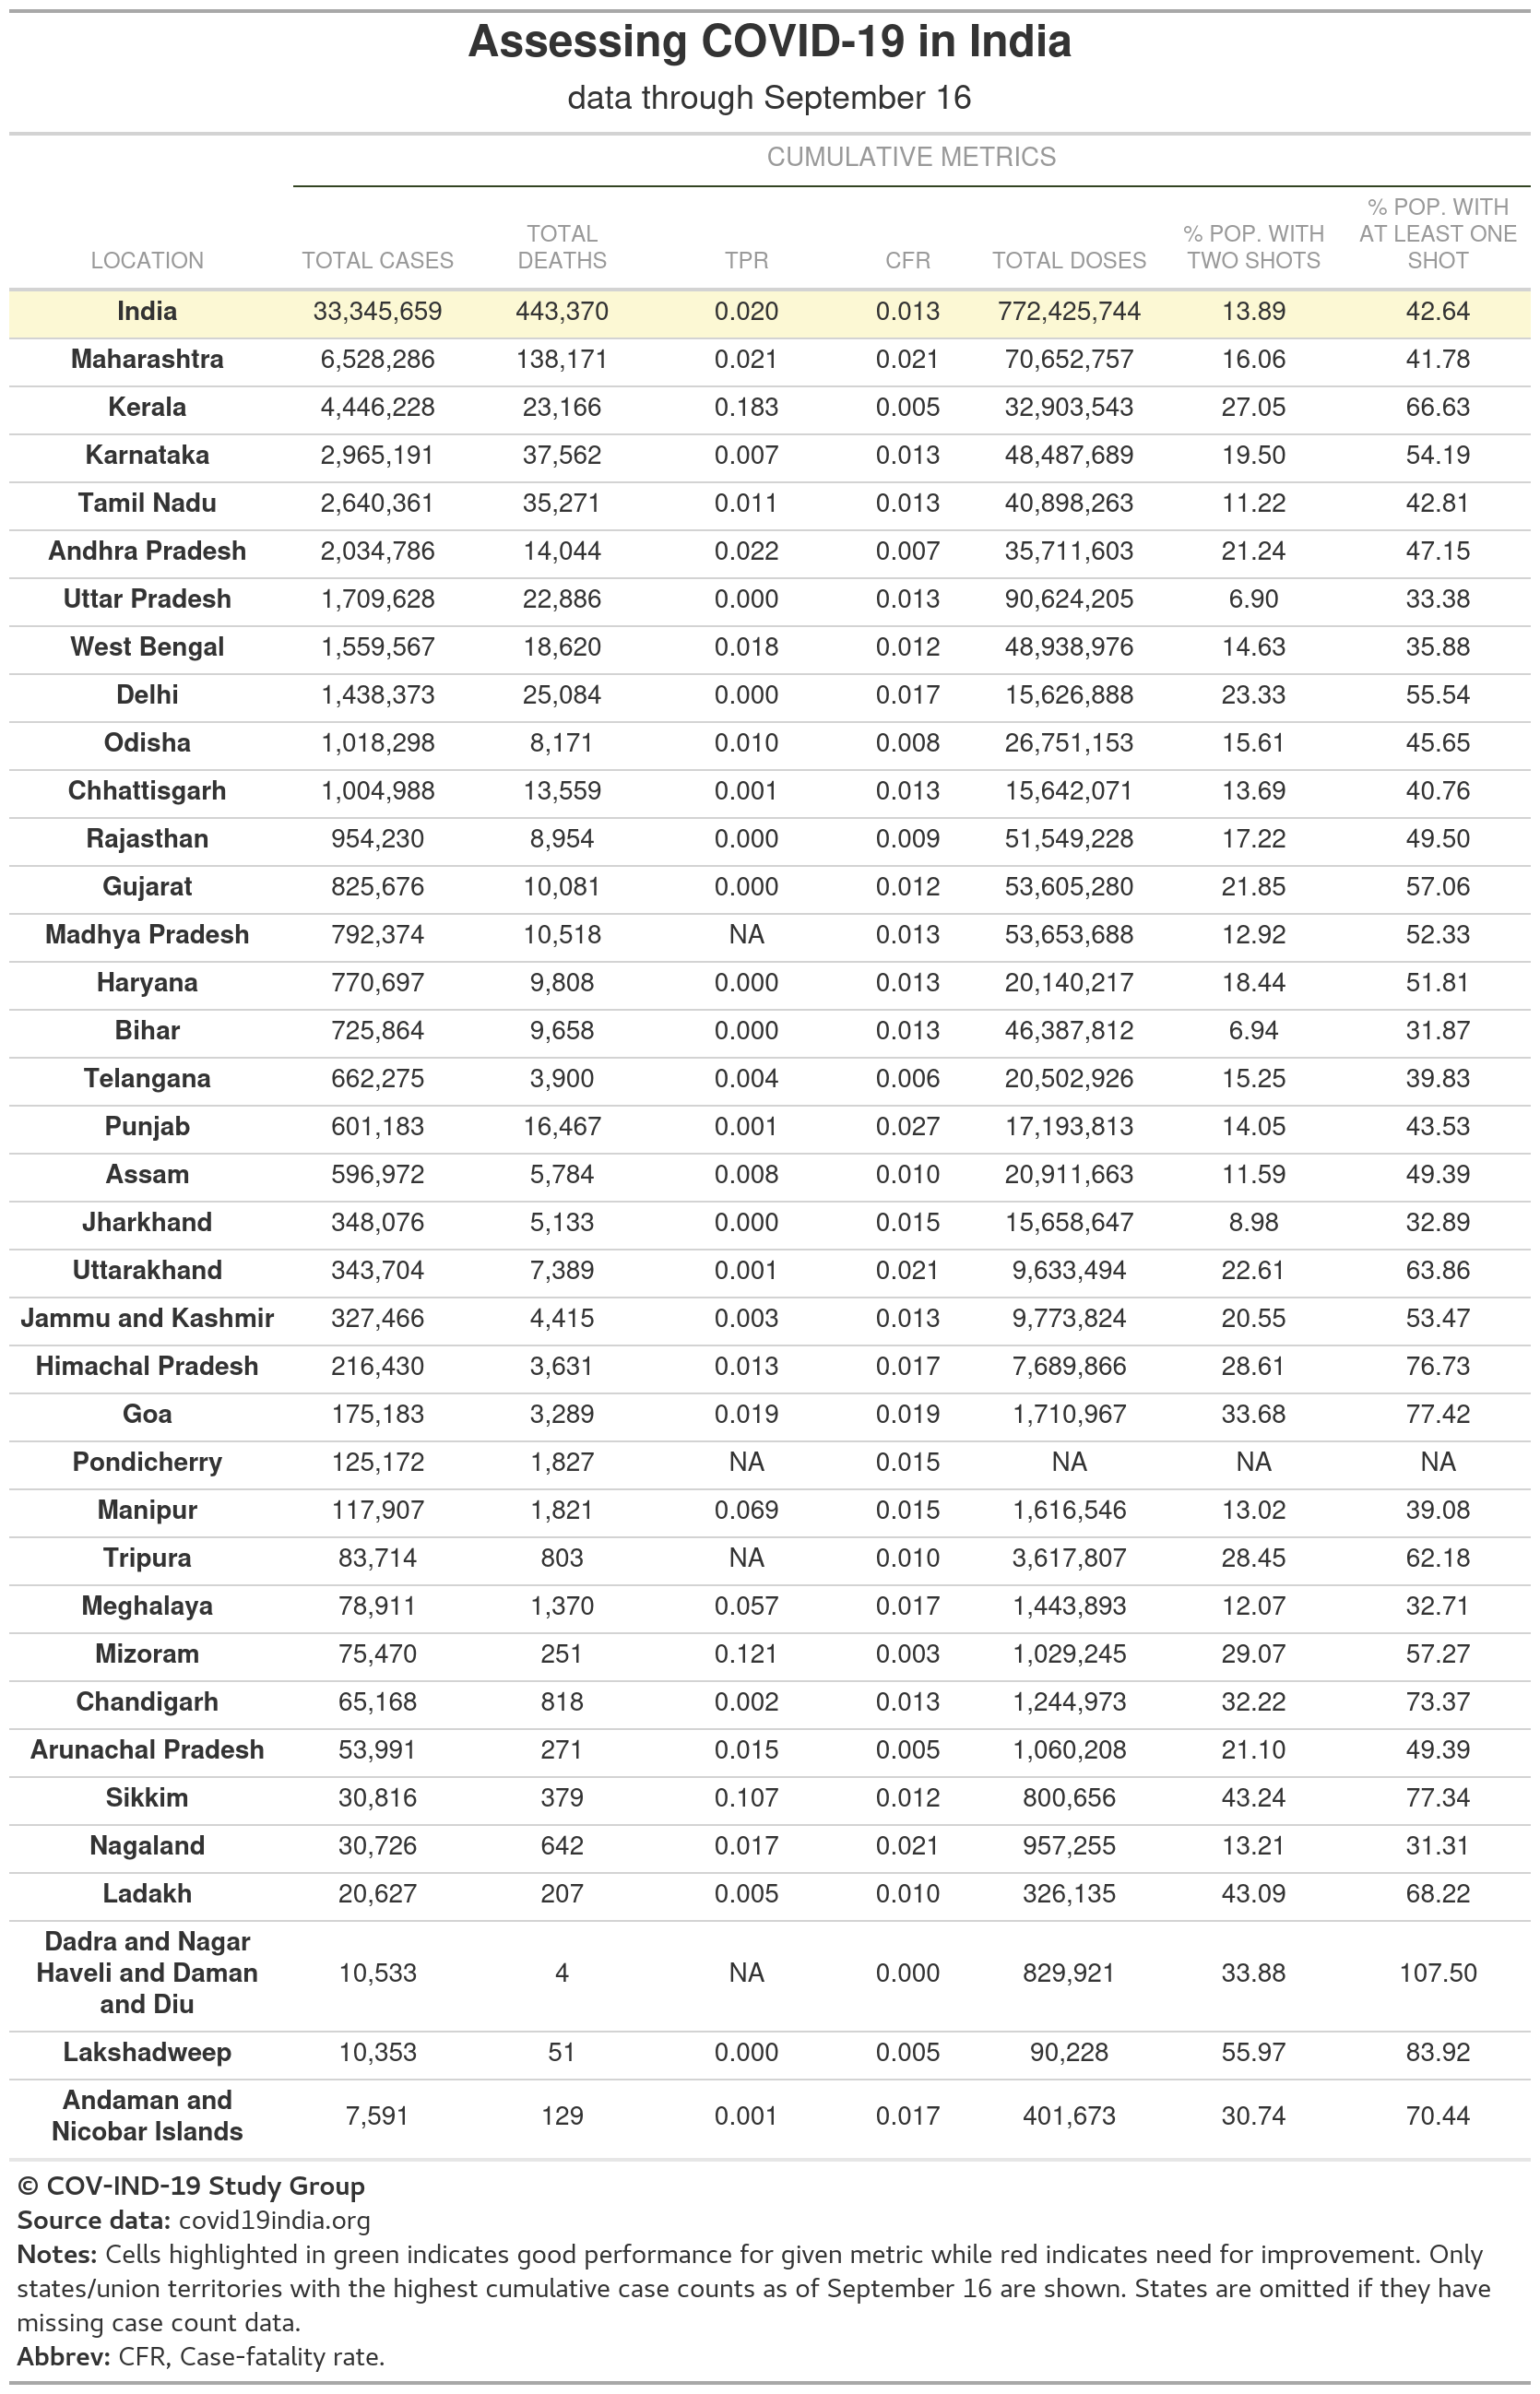 Assessing COVID-19 in India
data through September 16
CUMULATIVE METRICS
LOCATION TOTAL CASES TOTAL DEATHS TPR CFR TOTAL DOSES % POP. WITH TWO SHOTS % POP. WITH AT LEAST ONE SHOT
India 33,345,659 443,370 0.020 0.013 772,425,744 13.89 42.64
Maharashtra 6,528,286 138,171 0.021 0.021 70,652,757 16.06 41.78
Kerala 4,446,228 23,166 0.183 0.005 32,903,543 27.05 66.63
Karnataka 2,965,191 37,562 0.007 0.013 48,487,689 19.50 54.19
Tamil Nadu 2,640,361 35,271 0.011 0.013 40,898,263 11.22 42.81
Andhra Pradesh 2,034,786 14,044 0.022 0.007 35,711,603 21.24 47.15
Uttar Pradesh 1,709,628 22,886 0.000 0.013 90,624,205 6.90 33.38
West Bengal 1,559,567 18,620 0.018 0.012 48,938,976 14.63 35.88
Delhi 1,438,373 25,084 0.000 0.017 15,626,888 23.33 55.54
Odisha 1,018,298 8,171 0.010 0.008 26,751,153 15.61 45.65
Chhattisgarh 1,004,988 13,559 0.001 0.013 15,642,071 13.69 40.76
Rajasthan 954,230 8,954 0.000 0.009 51,549,228 17.22 49.50
Gujarat 825,676 10,081 0.000 0.012 53,605,280 21.85 57.06
Madhya Pradesh 792,374 10,518 NA 0.013 53,653,688 12.92 52.33
Haryana 770,697 9,808 0.000 0.013 20,140,217 18.44 51.81
Bihar 725,864 9,658 0.000 0.013 46,387,812 6.94 31.87
Telangana 662,275 3,900 0.004 0.006 20,502,926 15.25 39.83
Punjab 601,183 16,467 0.001 0.027 17,193,813 14.05 43.53
Assam 596,972 5,784 0.008 0.010 20,911,663 11.59 49.39
Jharkhand 348,076 5,133 0.000 0.015 15,658,647 8.98 32.89
Uttarakhand 343,704 7,389 0.001 0.021 9,633,494 22.61 63.86
Jammu and Kashmir 327,466 4,415 0.003 0.013 9,773,824 20.55 53.47
Himachal Pradesh 216,430 3,631 0.013 0.017 7,689,866 28.61 76.73
Goa 175,183 3,289 0.019 0.019 1,710,967 33.68 77.42
Pondicherry 125,172 1,827 NA 0.015 NA NA NA
Manipur 117,907 1,821 0.069 0.015 1,616,546 13.02 39.08
Tripura 83,714 803 NA 0.010 3,617,807 28.45 62.18
Meghalaya 78,911 1,370 0.057 0.017 1,443,893 12.07 32.71
Mizoram 75,470 251 0.121 0.003 1,029,245 29.07 57.27
Chandigarh 65,168 818 0.002 0.013 1,244,973 32.22 73.37
Arunachal Pradesh 53,991 271 0.015 0.005 1,060,208 21.10 49.39
Sikkim 30,816 379 0.107 0.012 800,656 43.24 77.34
Nagaland 30,726 642 0.017 0.021 957,255 13.21 31.31
Ladakh 20,627 207 0.005 0.010 326,135 43.09 68.22
Dadra and Nagar Haveli and Daman and Diu 10,533 4 NA 0.000 829,921 33.88 107.50
Lakshadweep 10,353 51 0.000 0.005 90,228 55.97 83.92
Andaman and Nicobar Islands 7,591 129 0.001 0.017 401,673 30.74 70.44
© COV-IND-19 Study Group
Source data: covid19india.org
Notes: Cells highlighted in green indicates good performance for given metric while red indicates need for improvement. Only
states/union territories with the highest cumulative case counts as of September 16 are shown. States are omitted if they have
missing case count data.
Abbrev: CFR, Case-fatality rate.